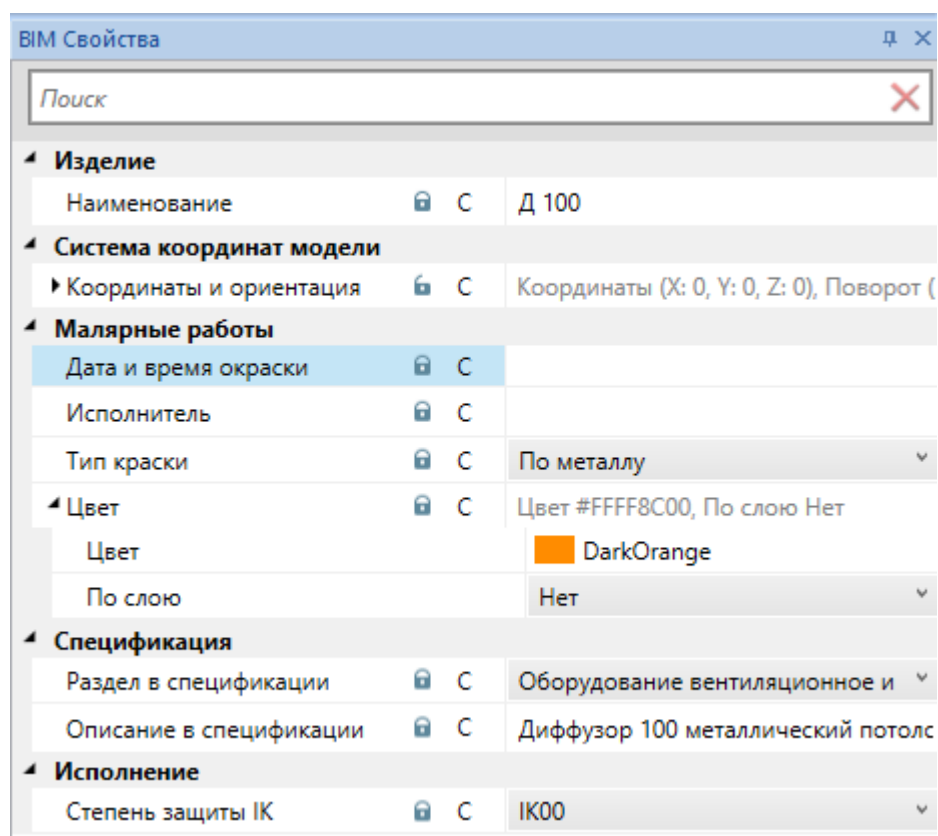 BIM Свойства
Поиск
Изделие
Наименование С Д 100
Система координат модели
Координаты и ориентация С Координаты (X: 0, Y: 0, Z: 0), Поворот (
Малярные работы
Дата и время окраски С
Исполнитель С
Тип краски С По металлу
Цвет С Цвет #FFFF8C00, По слою Нет
Цвет DarkOrange
По слою Нет
Спецификация
Раздел в спецификации С Оборудование вентиляционное и
Описание в спецификации С Диффузор 100 металлический потолс
Исполнение
Степень защиты IK С IK00